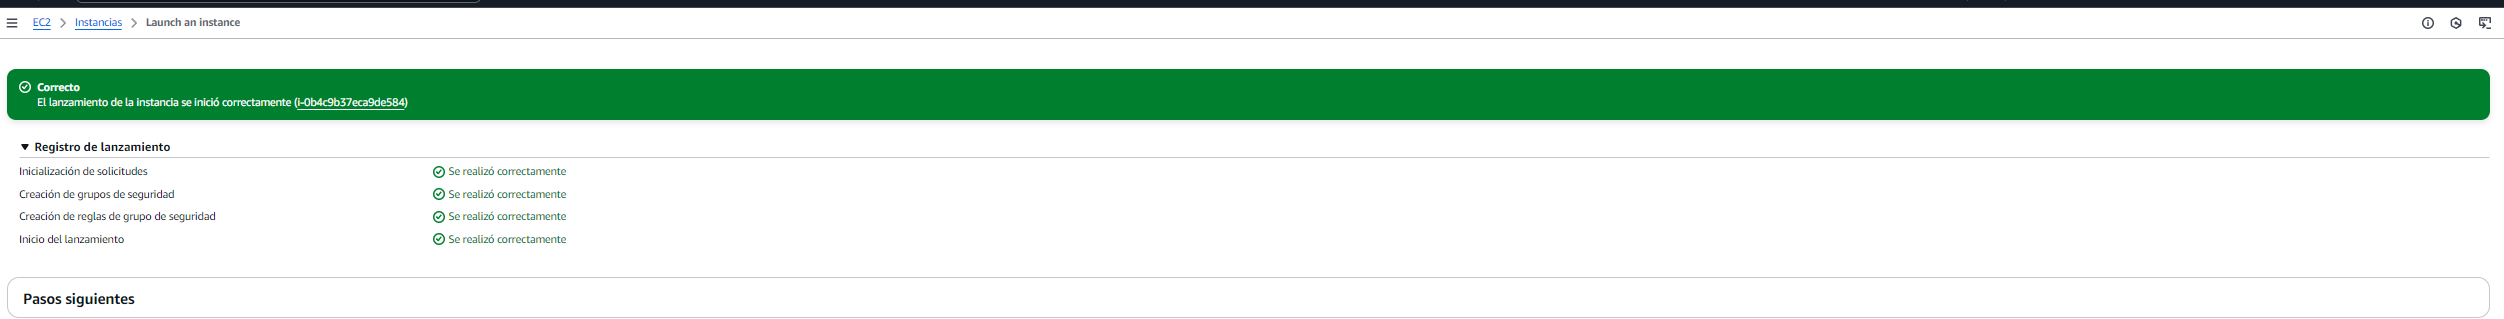 EC2 > Instancias > Launch an instance
Correcto
El lanzamiento de la instancia se inició correctamente (i-0b4c9b37eca9de584)
Registro de lanzamiento
Inicialización de solicitudes Se realizó correctamente
Creación de grupos de seguridad Se realizó correctamente
Creación de reglas de grupo de seguridad Se realizó correctamente
Inicio del lanzamiento Se realizó correctamente
Pasos siguientes